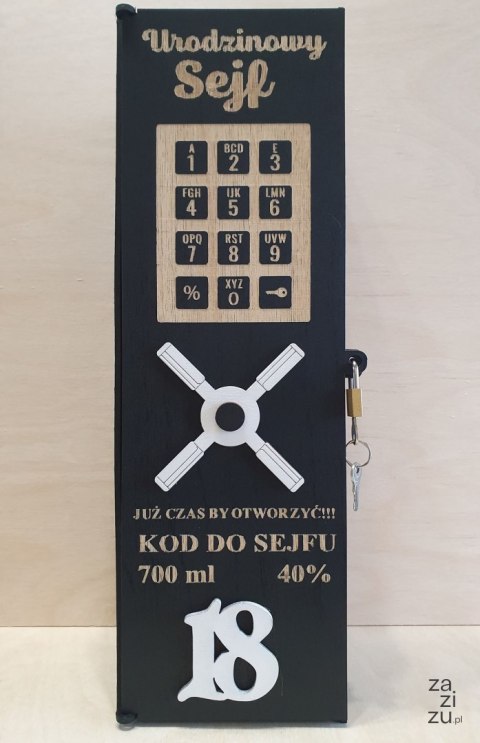 Urodzinowy
Sejf
A BCD E
1 2 3
FGH IJK LMN
4 5 6
OPQ RST UVW
7 8 9
% XYZ
0
JUŻ CZAS BY OTWORZYĆ!!!
KOD DO SEJFU
700 ml 40%
18
za
zi
zu.pl